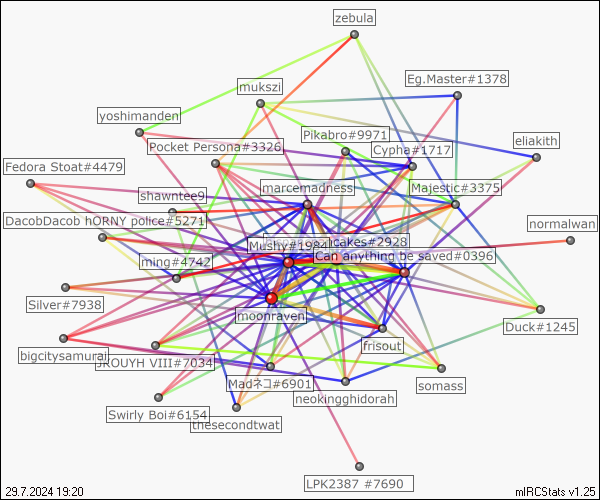 zebula
Eg.Master#1378
mukszi
yoshimanden
Pikabro#9971
eliakith
Pocket Persona#3326
Cyphe#1717
Fedora Stoat#4479
marcemadness
Majestic#3375
shawntee9
DacobDacob hORNY police#5271
normalwan
Mushy#1984
cakes#2928
Can anything be saved#0396
ming#4742
Silver#7938
moonraven
Duck#1245
frisout
bigcitysamurai
JROUYH VIII#7034
Madネコ#6901
somass
neokingghidorah
Swirly Boi#6154
thesecondtwat
LPK2387 #7690
29.7.2024 19:20
mIRCStats v1.25